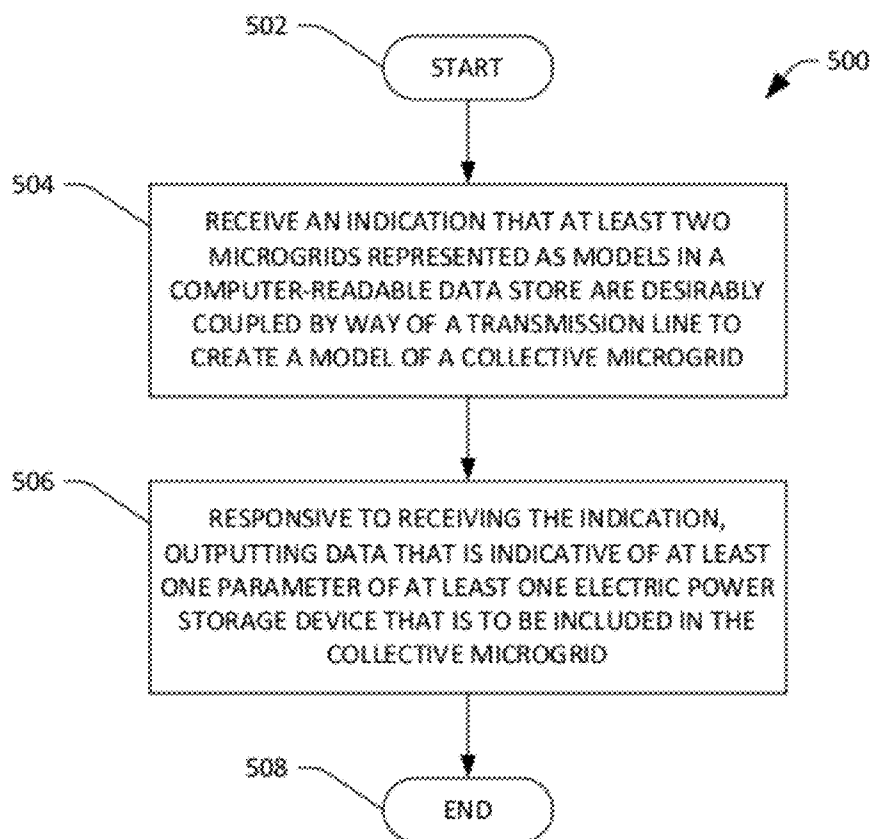 502
START
500
504
RECEIVE AN INDICATION THAT AT LEAST TWO
MICROGRIDS REPRESENTED AS MODELS IN A
COMPUTER-READABLE DATA STORE ARE DESIRABLY
COUPLED BY WAY OF A TRANSMISSION LINE TO
CREATE A MODEL OF A COLLECTIVE MICROGRID
506
RESPONSIVE TO RECEIVING THE INDICATION,
OUTPUTTING DATA THAT IS INDICATIVE OF AT LEAST
ONE PARAMETER OF AT LEAST ONE ELECTRIC POWER
STORAGE DEVICE THAT IS TO BE INCLUDED IN THE
COLLECTIVE MICROGRID
508
END